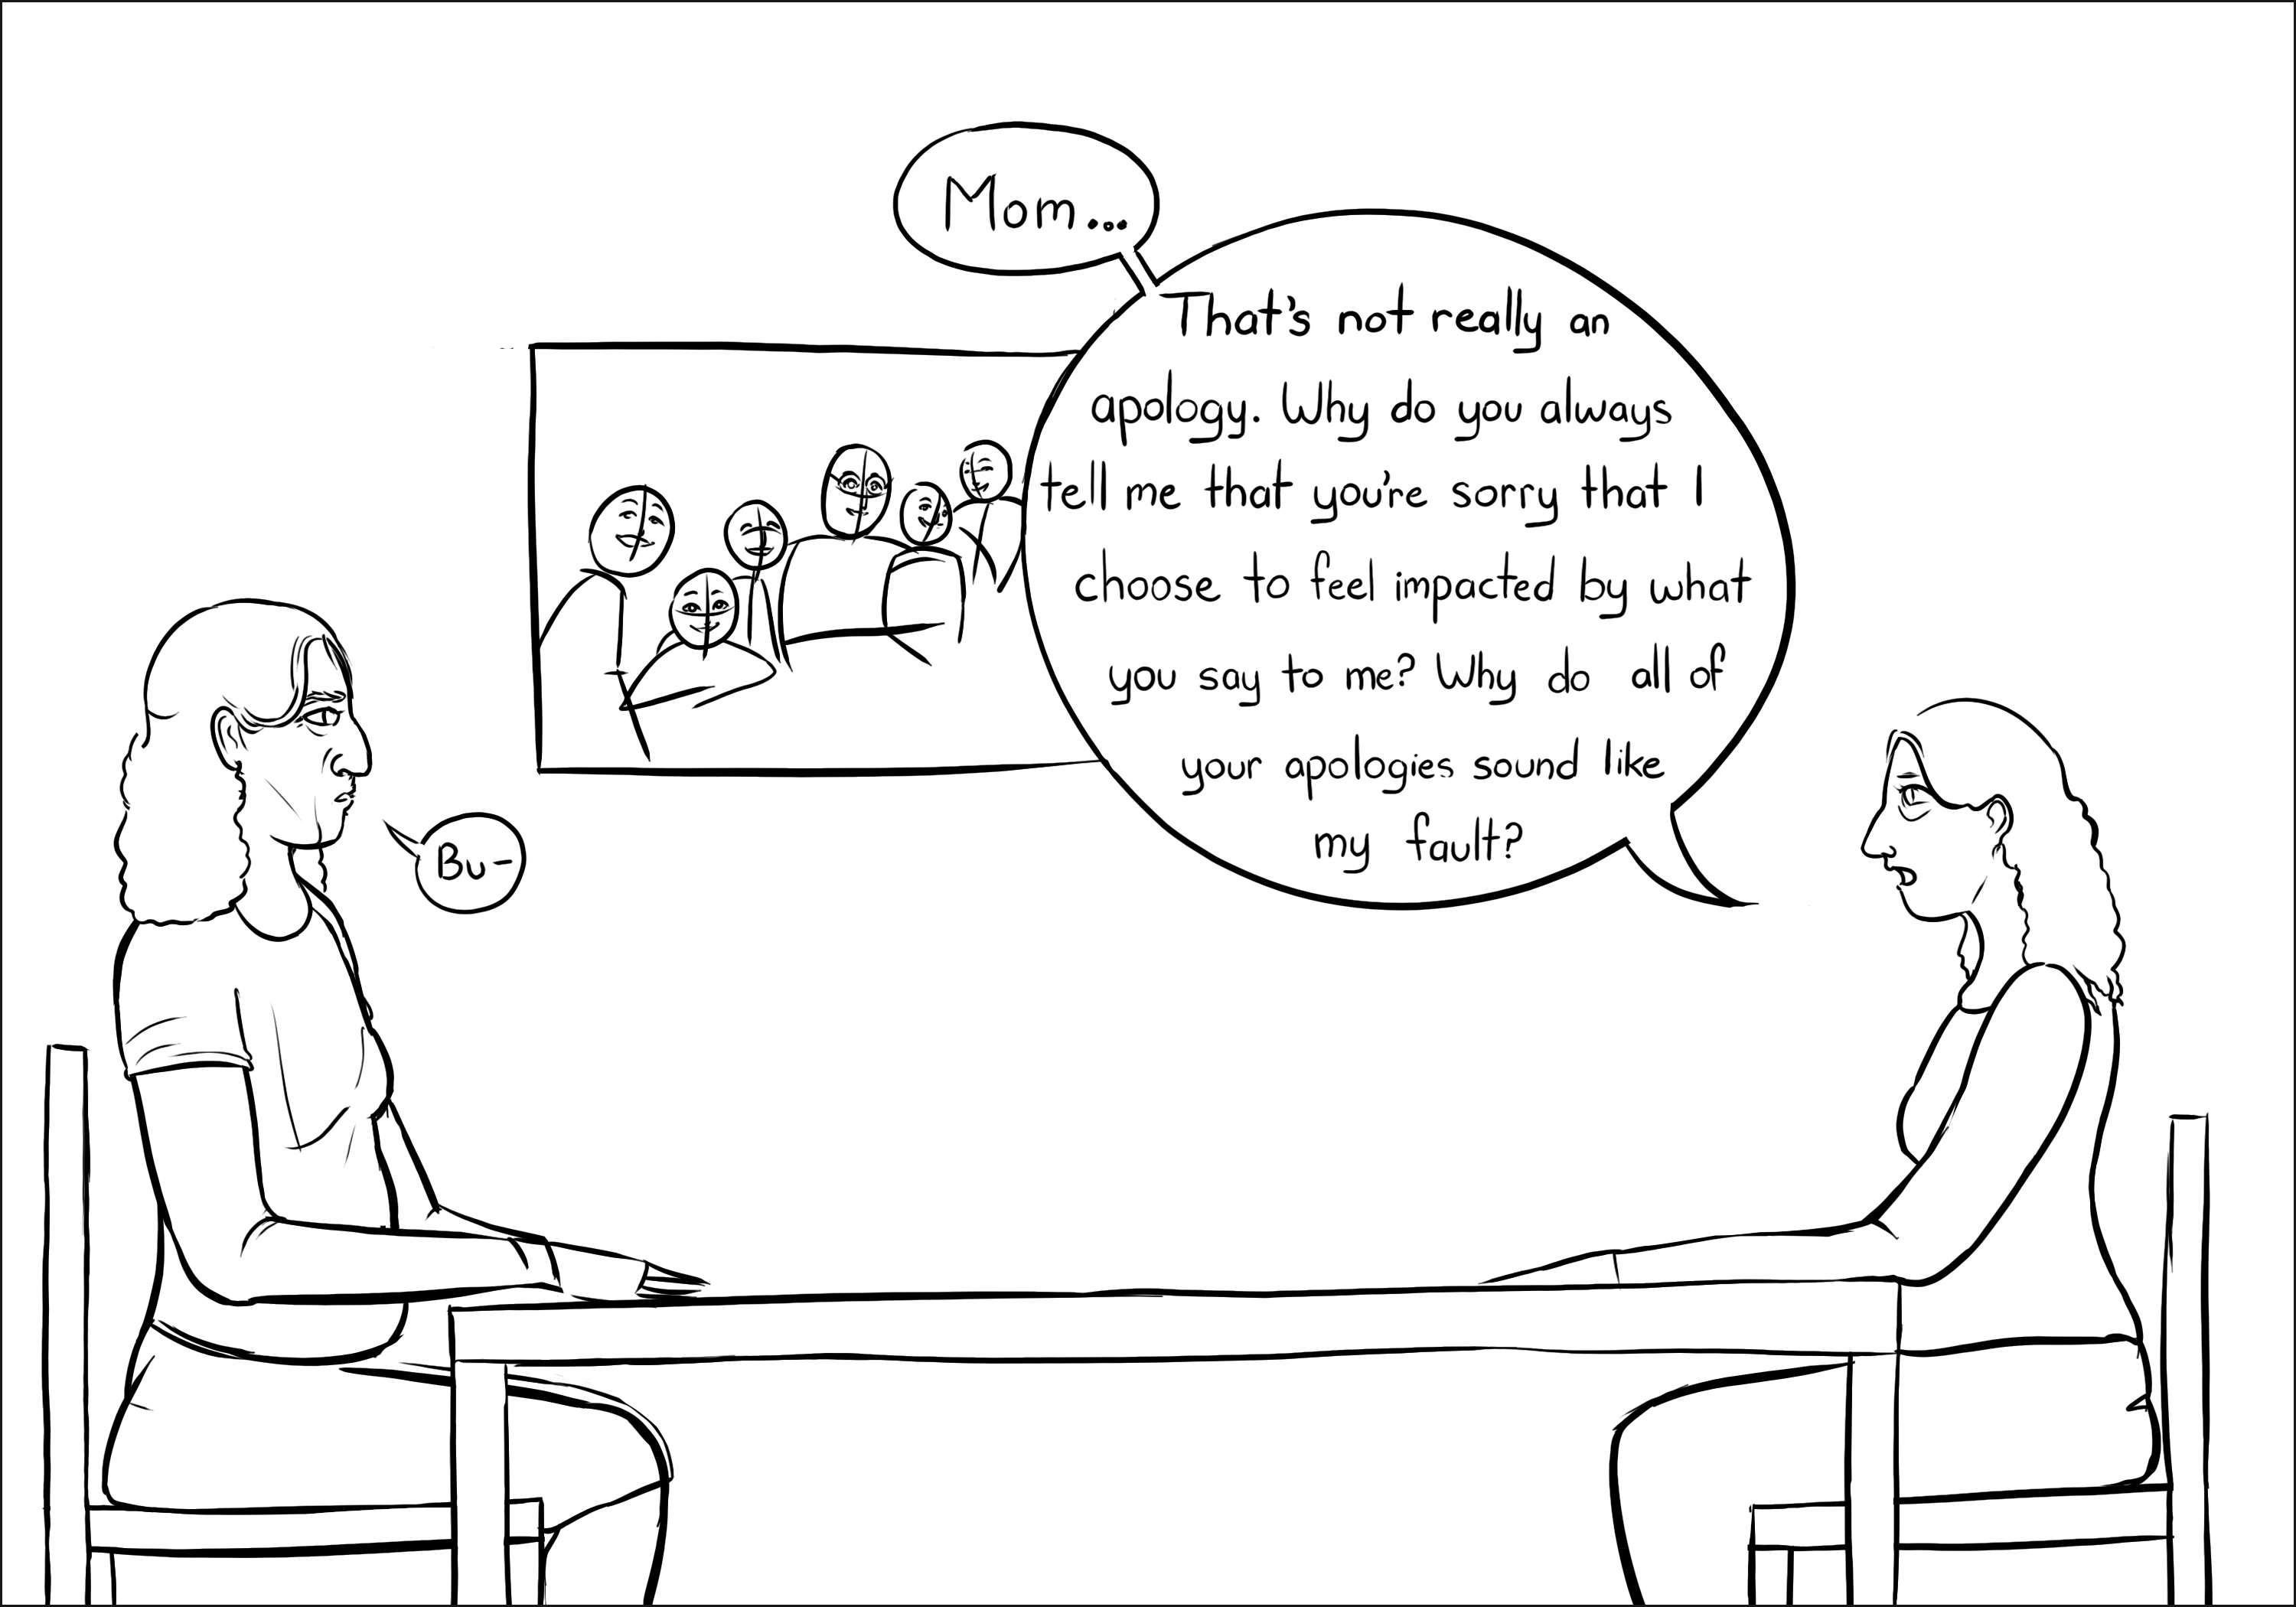 Mom...
That's not really an
apology. Why do you always
tell me that you're sorry that I
choose to feel impacted by what
you say to me? Why do all of
your apologies sound like
my fault?
Bu-